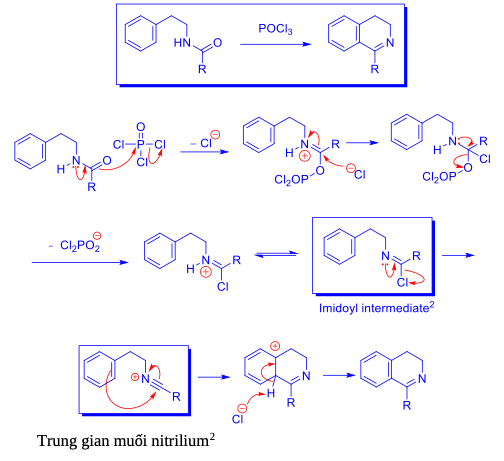 HN O R POCl3 N R
N H O R Cl P O Cl Cl − Cl⊖ H N ⊕ R O Cl2OP ⊖ Cl H N R Cl O Cl2OP
- Cl2PO2⊖ H N ⊕ R Cl N R Cl
Imidoyl intermediate2
⊕ N R ⊕ H N R Cl⊖ N R
Trung gian muối nitrilium2